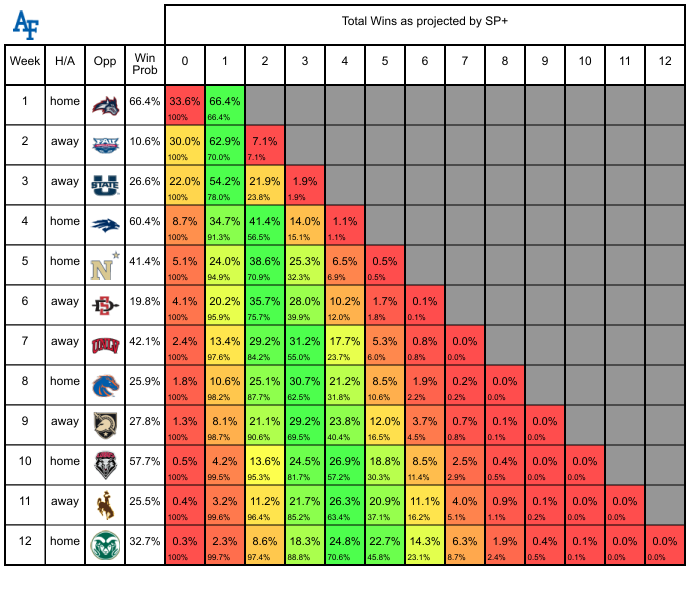 AF
Total Wins as projected by SP+
Week H/A Opp Win Prob 0 1 2 3 4 5 6 7 8 9 10 11 12
1 home 66.4% 33.6% 66.4%
100% 66.4%
2 away FAU 10.6% 30.0% 62.9% 7.1%
100% 70.0% 7.1%
3 away U STATE 26.6% 22.0% 54.2% 21.9% 1.9%
100% 78.0% 23.8% 1.9%
4 home 60.4% 8.7% 34.7% 41.4% 14.0% 1.1%
100% 91.3% 56.5% 15.1% 1.1%
5 home N 41.4% 5.1% 24.0% 38.6% 25.3% 6.5% 0.5%
100% 94.9% 70.9% 32.3% 6.9% 0.5%
6 away SD 19.8% 4.1% 20.2% 35.7% 28.0% 10.2% 1.7% 0.1%
100% 95.9% 75.7% 39.9% 12.0% 1.8% 0.1%
7 away UNLV 42.1% 2.4% 13.4% 29.2% 31.2% 17.7% 5.3% 0.8% 0.0%
100% 97.6% 84.2% 55.0% 23.7% 6.0% 0.8% 0.0%
8 home 25.9% 1.8% 10.6% 25.1% 30.7% 21.2% 8.5% 1.9% 0.2% 0.0%
100% 98.2% 87.7% 62.5% 31.8% 10.6% 2.2% 0.2% 0.0%
9 away 27.8% 1.3% 8.1% 21.1% 29.2% 23.8% 12.0% 3.7% 0.7% 0.1% 0.0%
100% 98.7% 90.6% 69.5% 40.4% 16.5% 4.5% 0.8% 0.1% 0.0%
10 home 57.7% 0.5% 4.2% 13.6% 24.5% 26.9% 18.8% 8.5% 2.5% 0.4% 0.0% 0.0%
100% 99.5% 95.3% 81.7% 57.2% 30.3% 11.4% 2.9% 0.5% 0.0% 0.0%
11 away 25.5% 0.4% 3.2% 11.2% 21.7% 26.3% 20.9% 11.1% 4.0% 0.9% 0.1% 0.0% 0.0%
100% 99.6% 96.4% 85.2% 63.4% 37.1% 16.2% 5.1% 1.1% 0.2% 0.0% 0.0%
12 home 32.7% 0.3% 2.3% 8.6% 18.3% 24.8% 22.7% 14.3% 6.3% 1.9% 0.4% 0.1% 0.0% 0.0%
100% 99.7% 97.4% 88.8% 70.6% 45.8% 23.1% 8.7% 2.4% 0.5% 0.1% 0.0% 0.0%